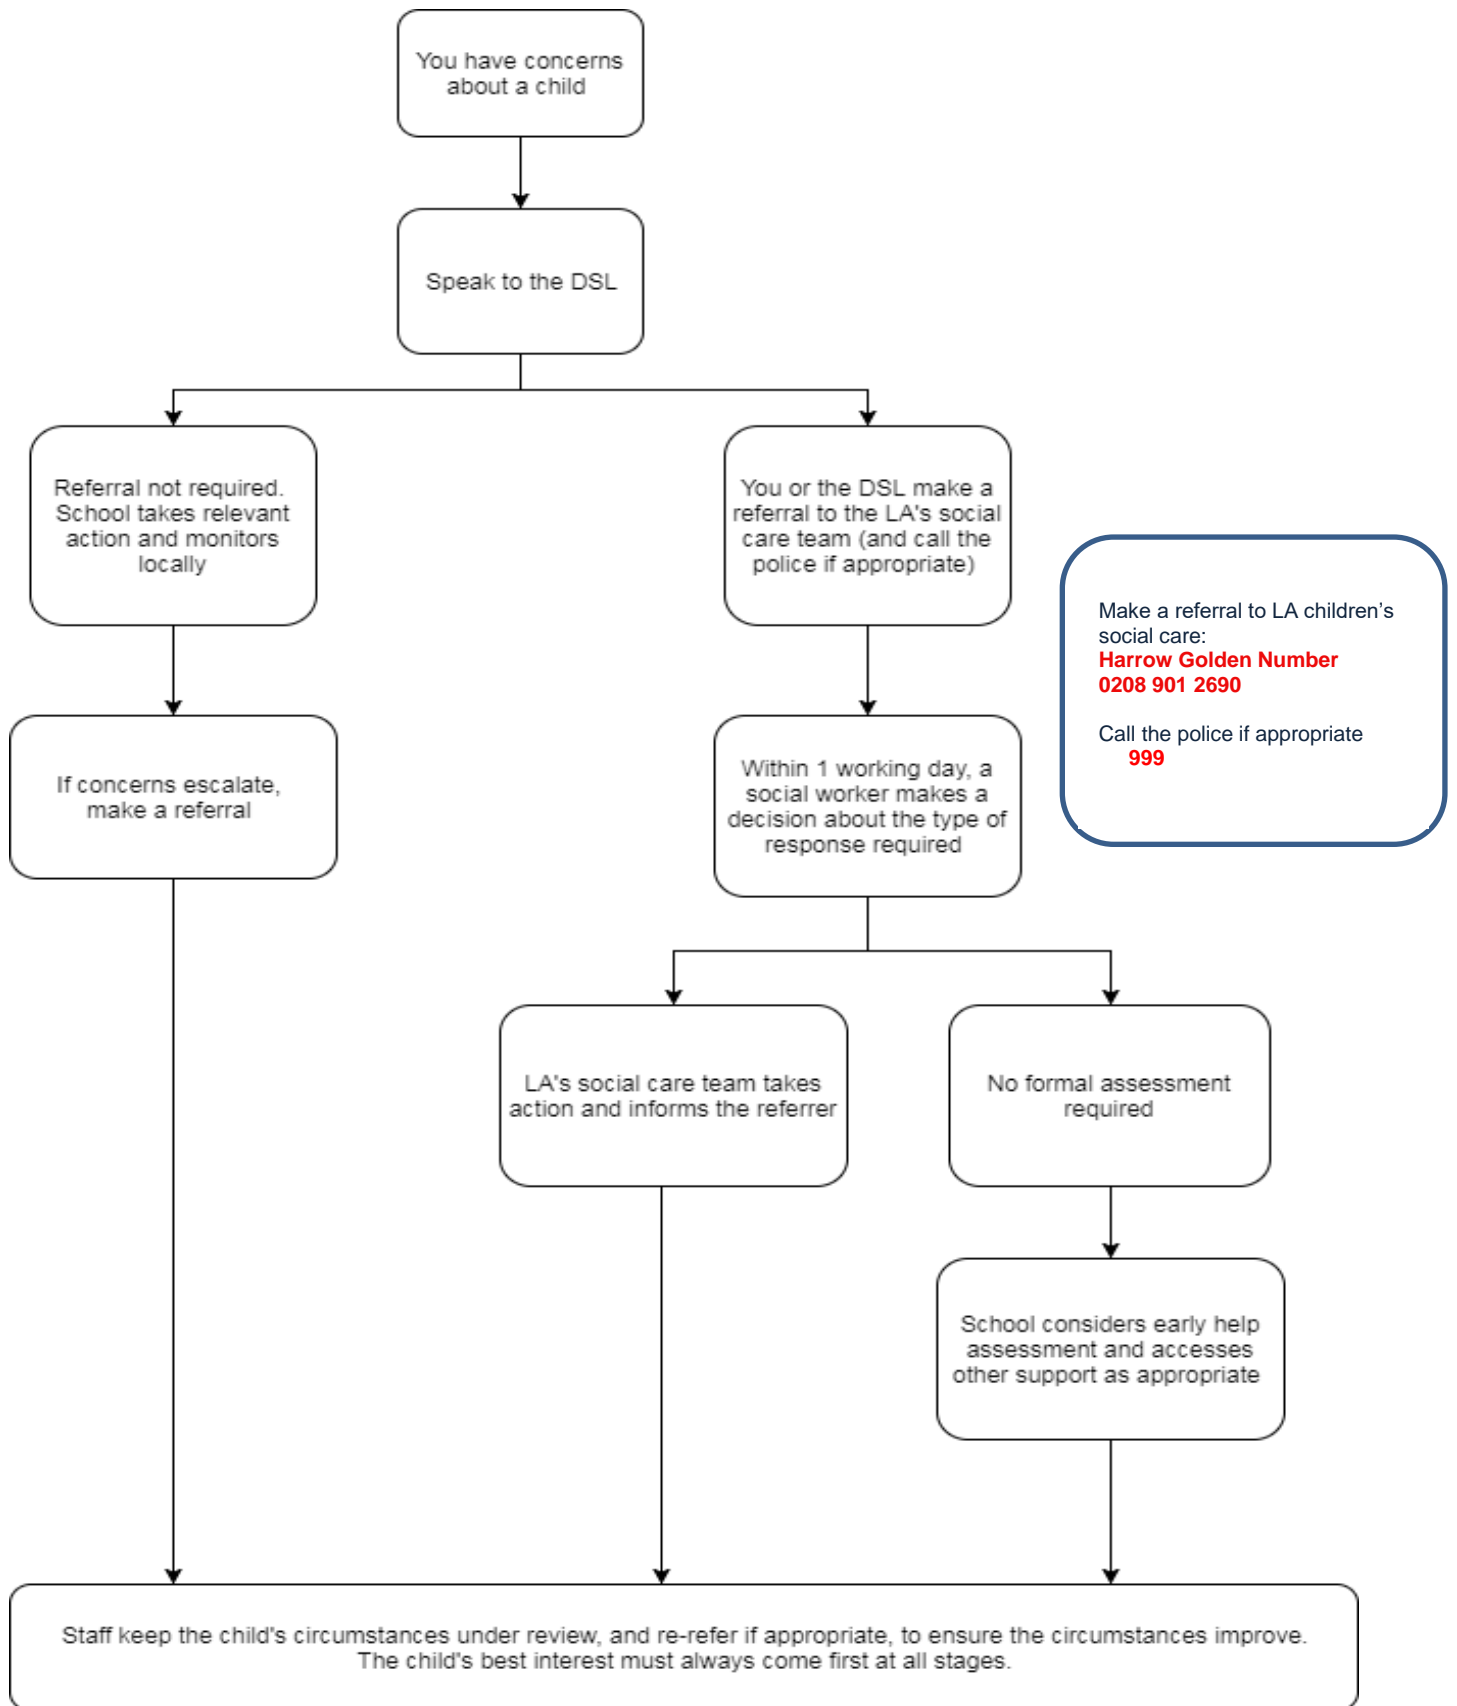 You have concerns
about a child
Speak to the DSL
Referral not required.
School takes relevant
action and monitors
locally
You or the DSL make a
referral to the LA's social
care team (and call the
police if appropriate)
Make a referral to LA children’s
social care:
Harrow Golden Number
0208 901 2690
Call the police if appropriate
999
If concerns escalate,
make a referral
Within 1 working day, a
social worker makes a
decision about the type of
response required
LA's social care team takes
action and informs the referrer
No formal assessment
required
School considers early help
assessment and accesses
other support as appropriate
Staff keep the child's circumstances under review, and re-refer if appropriate, to ensure the circumstances improve.
The child's best interest must always come first at all stages.